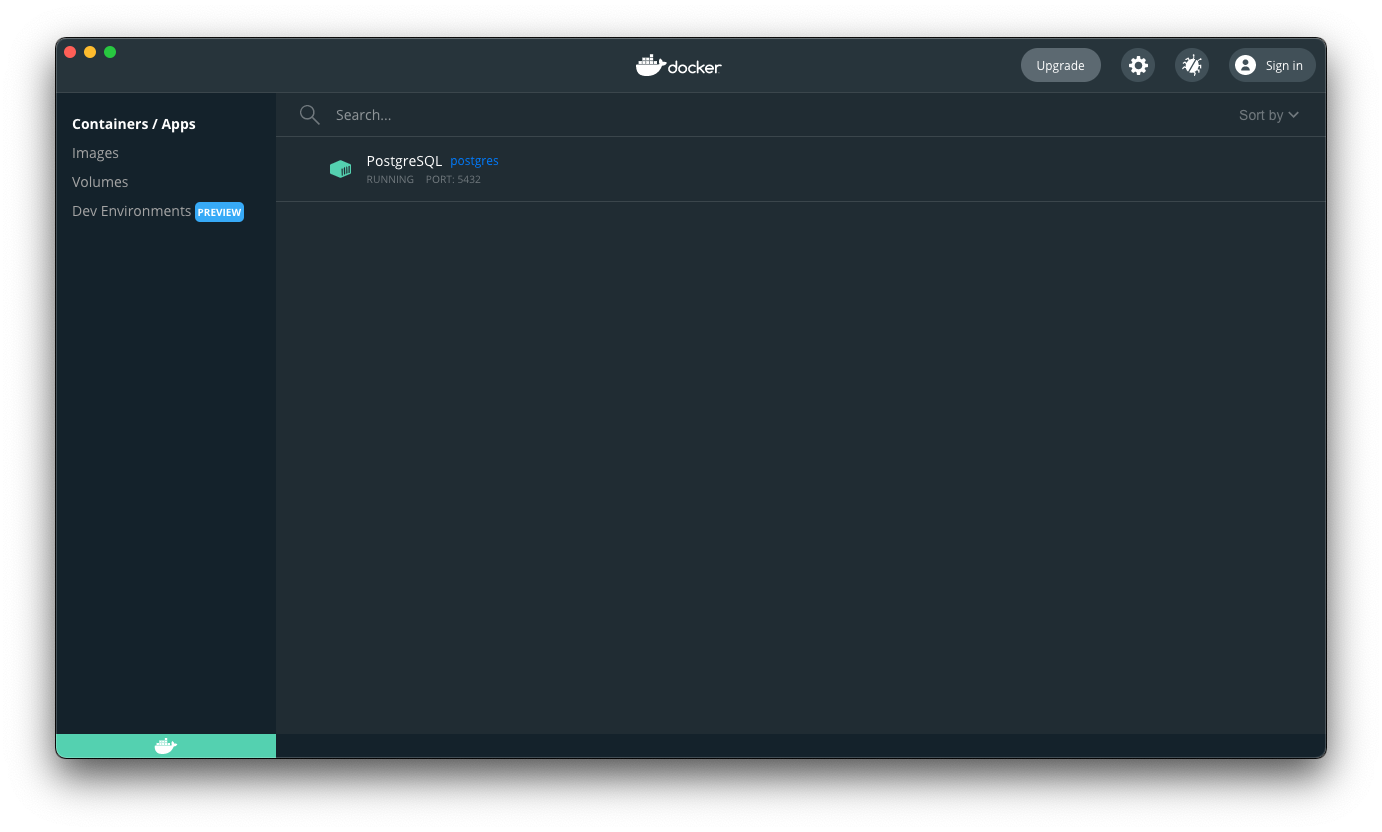 docker
Upgrade
Sign in
Containers / Apps
Images
Volumes
Dev Environments PREVIEW
Search...
Sort by
PostgreSQL postgres
RUNNING PORT: 5432